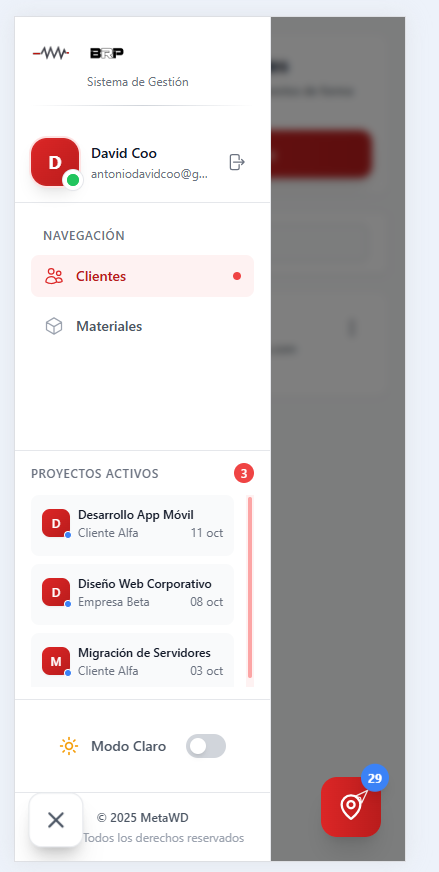 BRP
Sistema de Gestión
D
David Coo
antoniodavidcoo@g...
NAVEGACIÓN
Clientes
Materiales
PROYECTOS ACTIVOS
3
D
Desarrollo App Móvil
Cliente Alfa 11 oct
D
Diseño Web Corporativo
Empresa Beta 08 oct
M
Migración de Servidores
Cliente Alfa 03 oct
Modo Claro
29
© 2025 MetaWD
Todos los derechos reservados